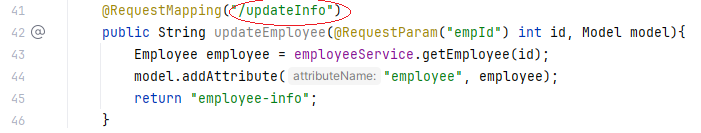 41 @RequestMapping("/updateInfo")
42 @ public String updateEmployee(@RequestParam("empId") int id, Model model){
43 Employee employee = employeeService.getEmployee(id);
44 model.addAttribute( attributeName: "employee", employee);
45 return "employee-info";
46 }